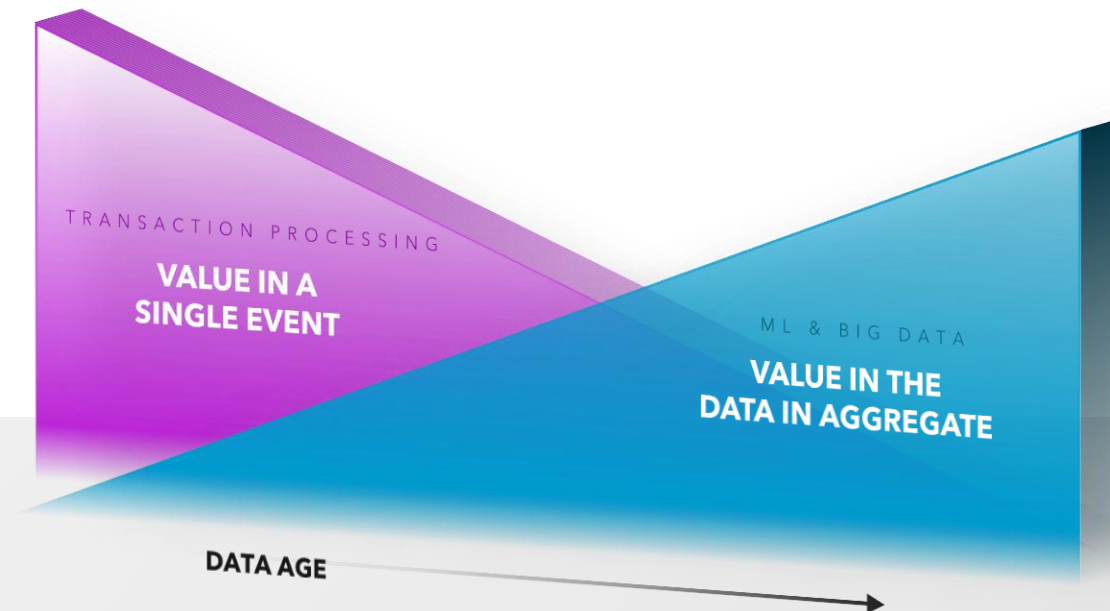 TRANSACTION PROCESSING
VALUE IN A
SINGLE EVENT
ML & BIG DATA
VALUE IN THE
DATA IN AGGREGATE
DATA AGE